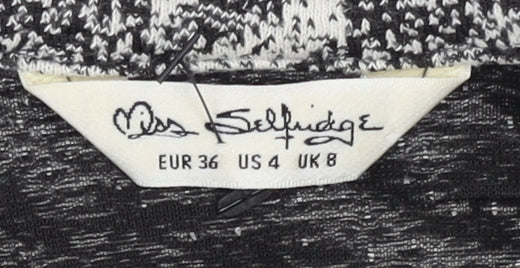 Miss Selfridge
EUR 36 US 4 UK 8